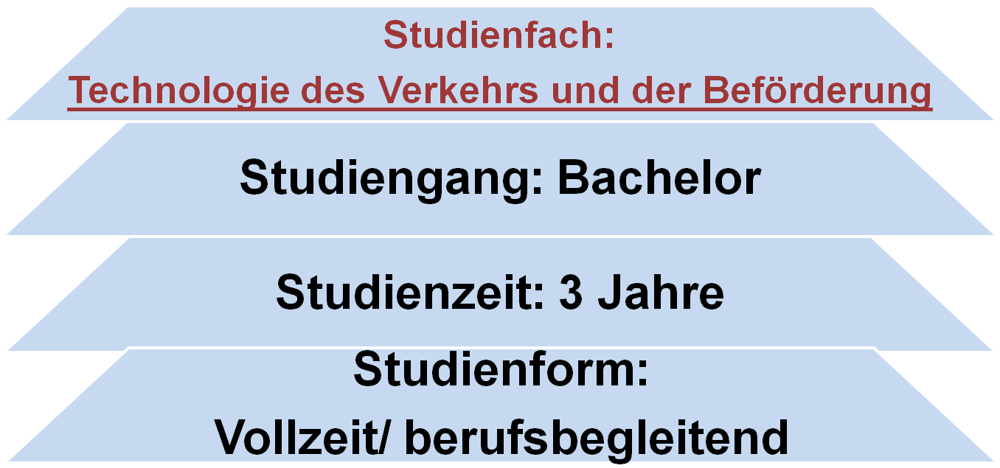 Studienfach:
Technologie des Verkehrs und der Beförderung
Studiengang: Bachelor
Studienzeit: 3 Jahre
Studienform:
Vollzeit/ berufsbegleitend